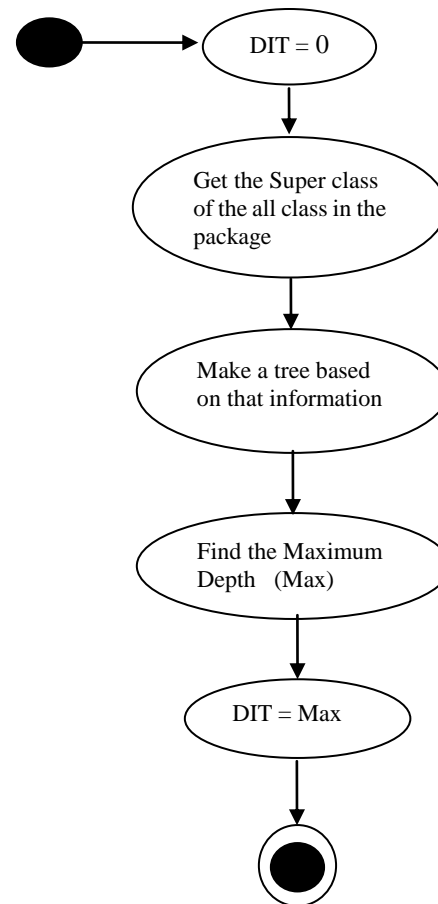 DIT = 0
Get the Super class
of the all class in the
package
Make a tree based
on that information
Find the Maximum
Depth (Max)
DIT = Max